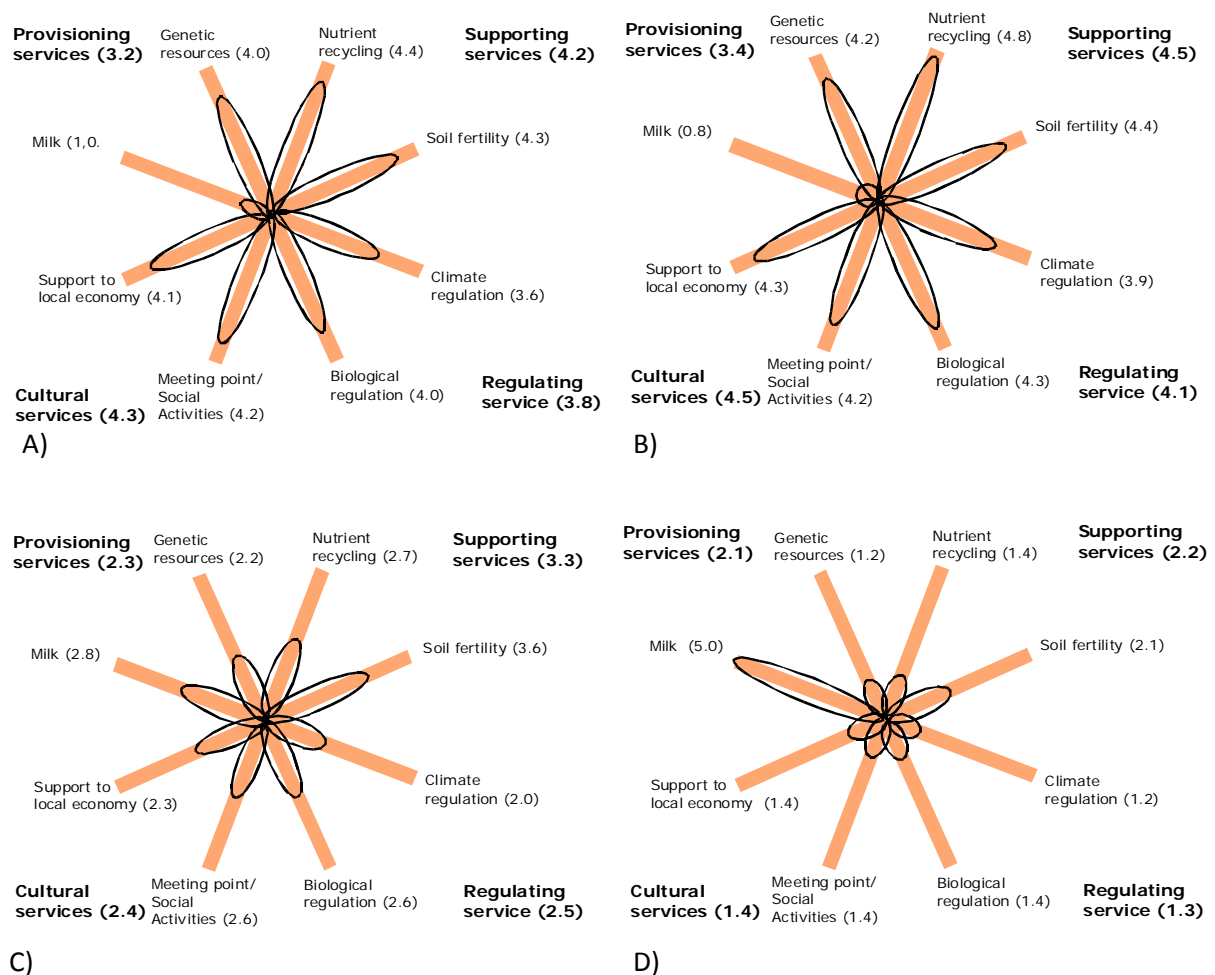 Provisioning
services (3.2)
Genetic
resources (4.0)
Nutrient
recycling (4.4)
Supporting
services (4.2)
Milk (1,0.
Soil fertility (4.3)
Support to
local economy (4.1)
Climate
regulation (3.6)
Cultural
services (4.3)
Meeting point/
Social
Activities (4.2)
Biological
regulation (4.0)
Regulating
service (3.8)
A)
Provisioning
services (3.4)
Genetic
resources (4.2)
Nutrient
recycling (4.8)
Supporting
services (4.5)
Milk (0.8)
Soil fertility (4.4)
Support to
local economy (4.3)
Climate
regulation (3.9)
Cultural
services (4.5)
Meeting point/
Social
Activities (4.2)
Biological
regulation (4.3)
Regulating
service (4.1)
B)
Provisioning
services (2.3)
Genetic
resources (2.2)
Nutrient
recycling (2.7)
Supporting
services (3.3)
Milk (2.8)
Soil fertility (3.6)
Support to
local economy (2.3)
Climate
regulation (2.0)
Cultural
services (2.4)
Meeting point/
Social
Activities (2.6)
Biological
regulation (2.6)
Regulating
service (2.5)
C)
Provisioning
services (2.1)
Genetic
resources (1.2)
Nutrient
recycling (1.4)
Supporting
services (2.2)
Milk (5.0)
Soil fertility (2.1)
Support to
local economy (1.4)
Climate
regulation (1.2)
Cultural
services (1.4)
Meeting point/
Social
Activities (1.4)
Biological
regulation (1.4)
Regulating
service (1.3)
D)